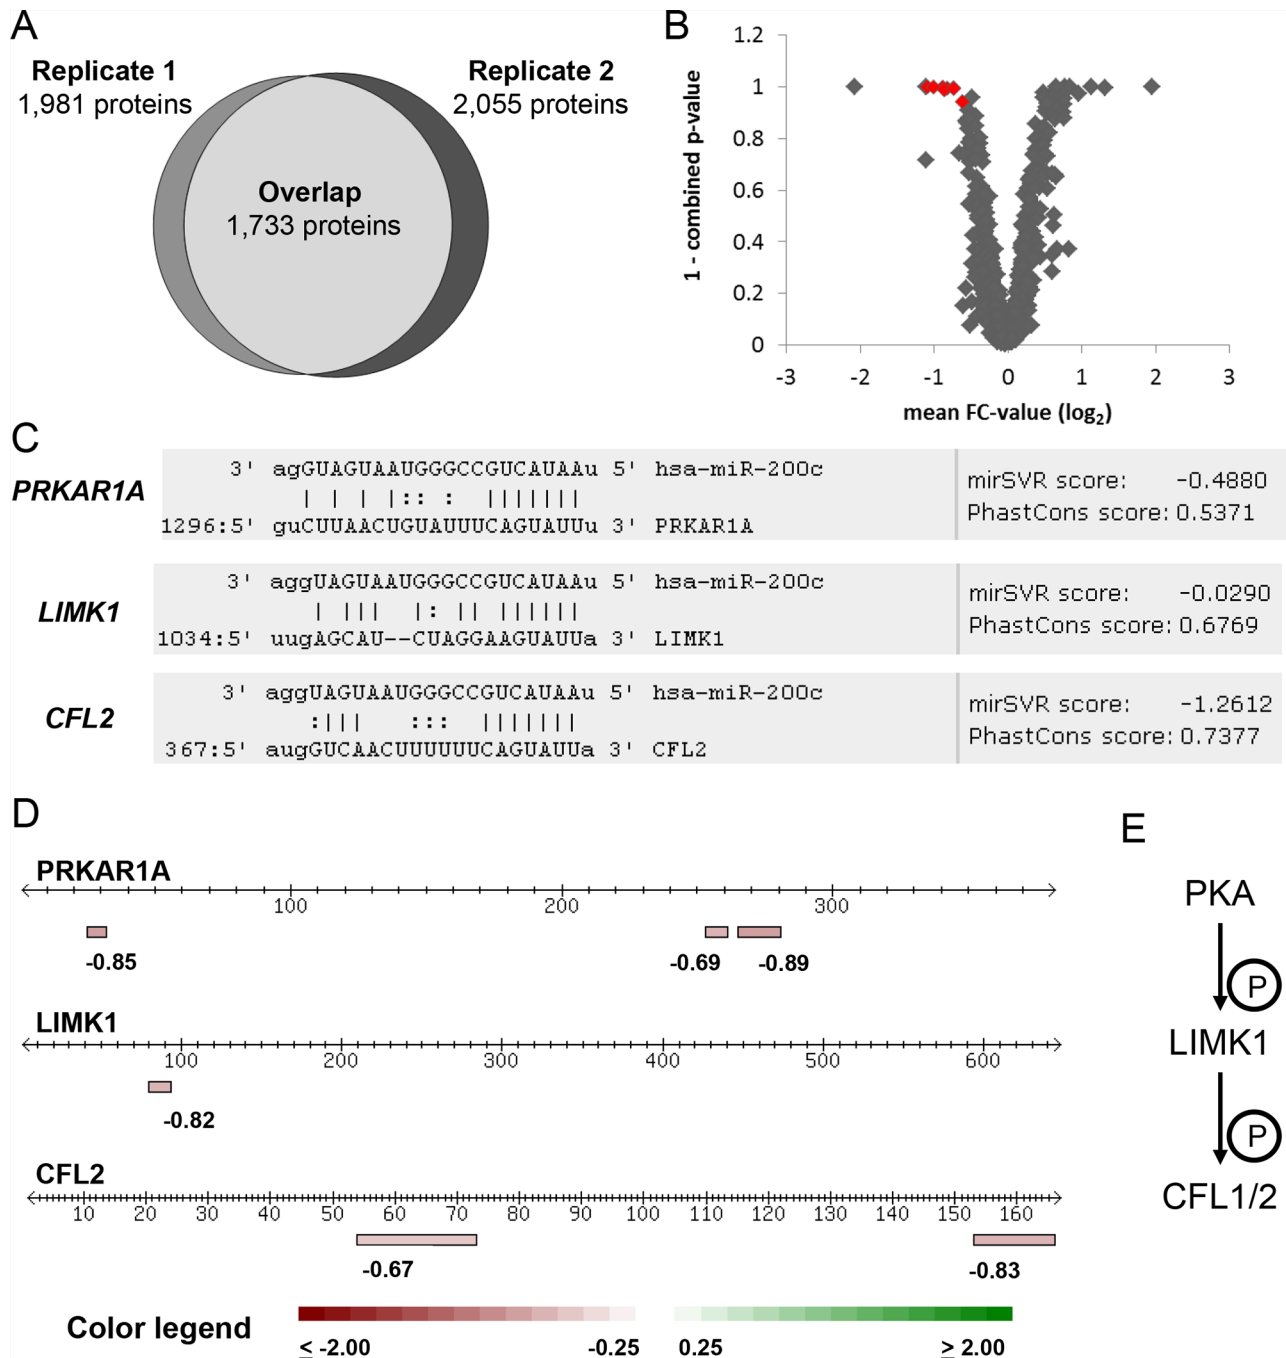 A
Replicate 1
1,981 proteins
Replicate 2
2,055 proteins
Overlap
1,733 proteins
B
1 - combined p-value
1.2
1
0.8
0.6
0.4
0.2
0
-3 -2 -1 0 1 2 3
mean FC-value (log2)
C
PRKAR1A
3' agGUAGUAAUGGGCCGUCAUAAu 5' hsa-miR-200c
| | | |:: : |||||||
1296:5' guCUUAACUGUAUUUCAGUAUUu 3' PRKAR1A
mirSVR score: -0.4880
PhastCons score: 0.5371
LIMK1
3' aggUAGUAAUGGGCCGUCAUAAu 5' hsa-miR-200c
| ||| |: || ||||||
1034:5' uugAGCAU--CUAGGAAGUAUUa 3' LIMK1
mirSVR score: -0.0290
PhastCons score: 0.6769
CFL2
3' aggUAGUAAUGGGCCGUCAUAAu 5' hsa-miR-200c
:||| ::: |||||||
367:5' augGUCAACUUUUUUCAGUAUUa 3' CFL2
mirSVR score: -1.2612
PhastCons score: 0.7377
D
PRKAR1A
100 200 300
-0.85 -0.69 -0.89
LIMK1
100 200 300 400 500 600
-0.82
CFL2
10 20 30 40 50 60 70 80 90 100 110 120 130 140 150 160
-0.67 -0.83
Color legend
≤ -2.00 -0.25 0.25 ≥ 2.00
E
PKA
P
LIMK1
P
CFL1/2